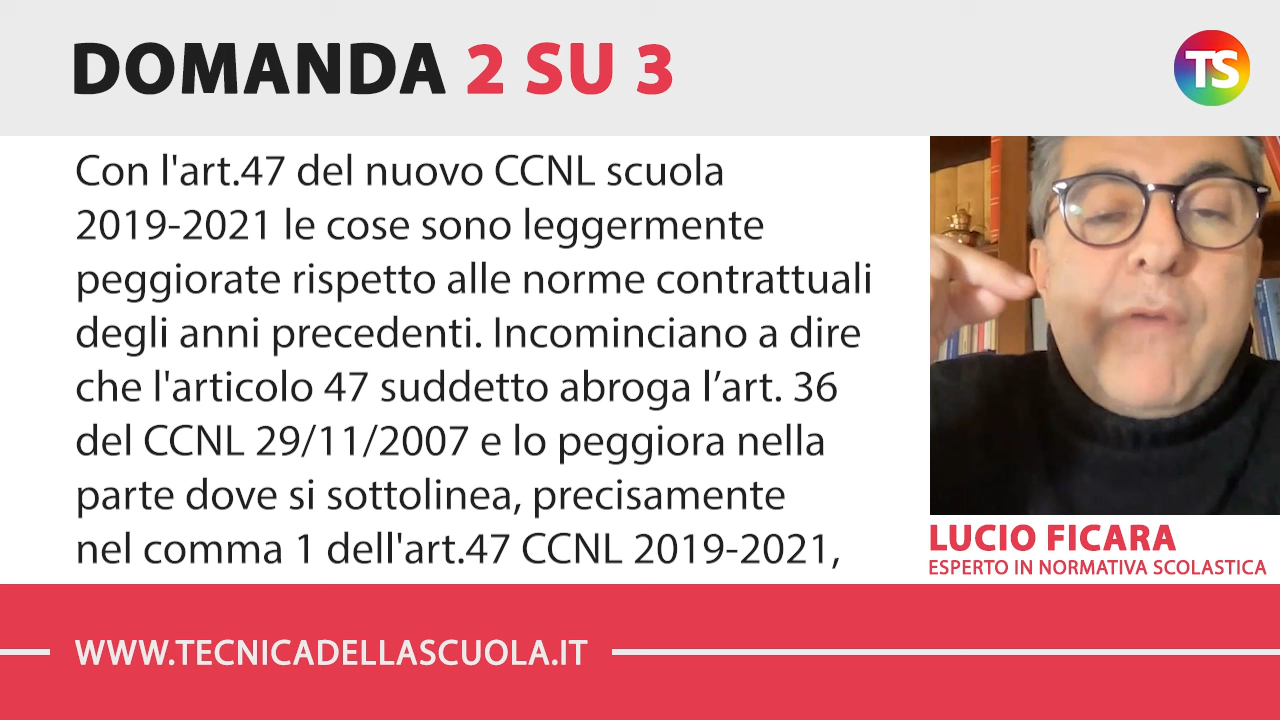 DOMANDA 2 SU 3
TS
Con l'art.47 del nuovo CCNL scuola
2019-2021 le cose sono leggermente
peggiorate rispetto alle norme contrattuali
degli anni precedenti. Incominciano a dire
che l'articolo 47 suddetto abroga l’art. 36
del CCNL 29/11/2007 e lo peggiora nella
parte dove si sottolinea, precisamente
nel comma 1 dell'art.47 CCNL 2019-2021,
LUCIO FICARA
ESPERTO IN NORMATIVA SCOLASTICA
WWW.TECNICADELLASCUOLA.IT